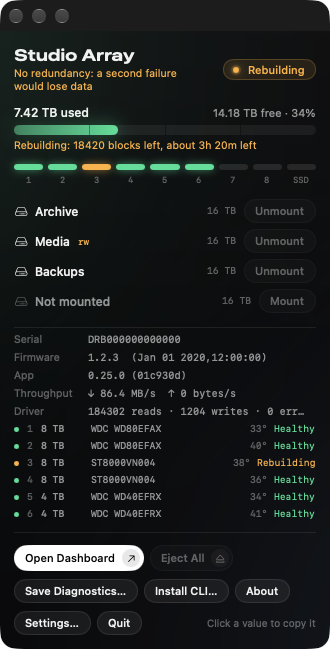 Studio Array
No redundancy: a second failure
would lose data
Rebuilding
7.42 TB used
14.18 TB free · 34%
Rebuilding: 18420 blocks left, about 3h 20m left
1 2 3 4 5 6 7 8 SSD
Archive 16 TB Unmount
Media rw 16 TB Unmount
Backups 16 TB Unmount
Not mounted 16 TB Mount
Serial DRB000000000000
Firmware 1.2.3 (Jan 01 2020,12:00:00)
App 0.25.0 (01c930d)
Throughput ↓ 86.4 MB/s ↑ 0 bytes/s
Driver 184302 reads · 1204 writes · 0 err…
1 8 TB WDC WD80EFAX 33° Healthy
2 8 TB WDC WD80EFAX 40° Healthy
3 8 TB ST8000VN004 38° Rebuilding
4 8 TB ST8000VN004 36° Healthy
5 4 TB WDC WD40EFRX 34° Healthy
6 4 TB WDC WD40EFRX 41° Healthy
Open Dashboard ↗ Eject All ⏏
Save Diagnostics... Install CLI... About
Settings... Quit Click a value to copy it